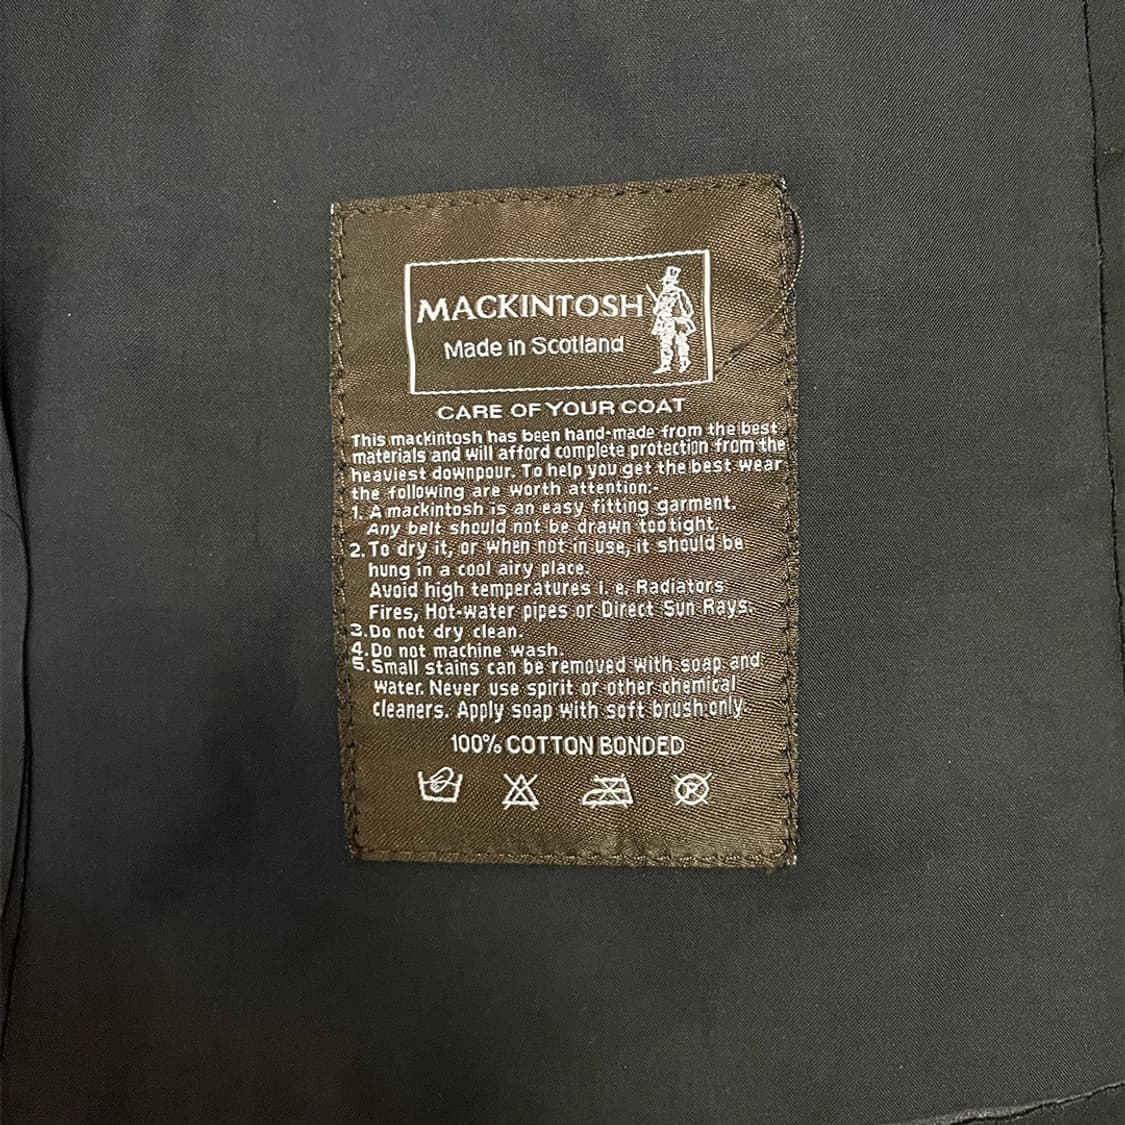 MACKINTOSH
Made in Scotland
CARE OF YOUR COAT
This mackintosh has been hand-made from the best
materials and will afford complete protection from the
heaviest downpour. To help you get the best wear
the following are worth attention:-
1. A mackintosh is an easy fitting garment.
Any belt should not be drawn too tight.
2. To dry it, or when not in use, it should be
hung in a cool airy place.
Avoid high temperatures i. e. Radiators
Fires, Hot-water pipes or Direct Sun Rays.
3. Do not dry clean.
4. Do not machine wash.
5. Small stains can be removed with soap and
water. Never use spirit or other chemical
cleaners. Apply soap with soft brush only.
100% COTTON BONDED
R